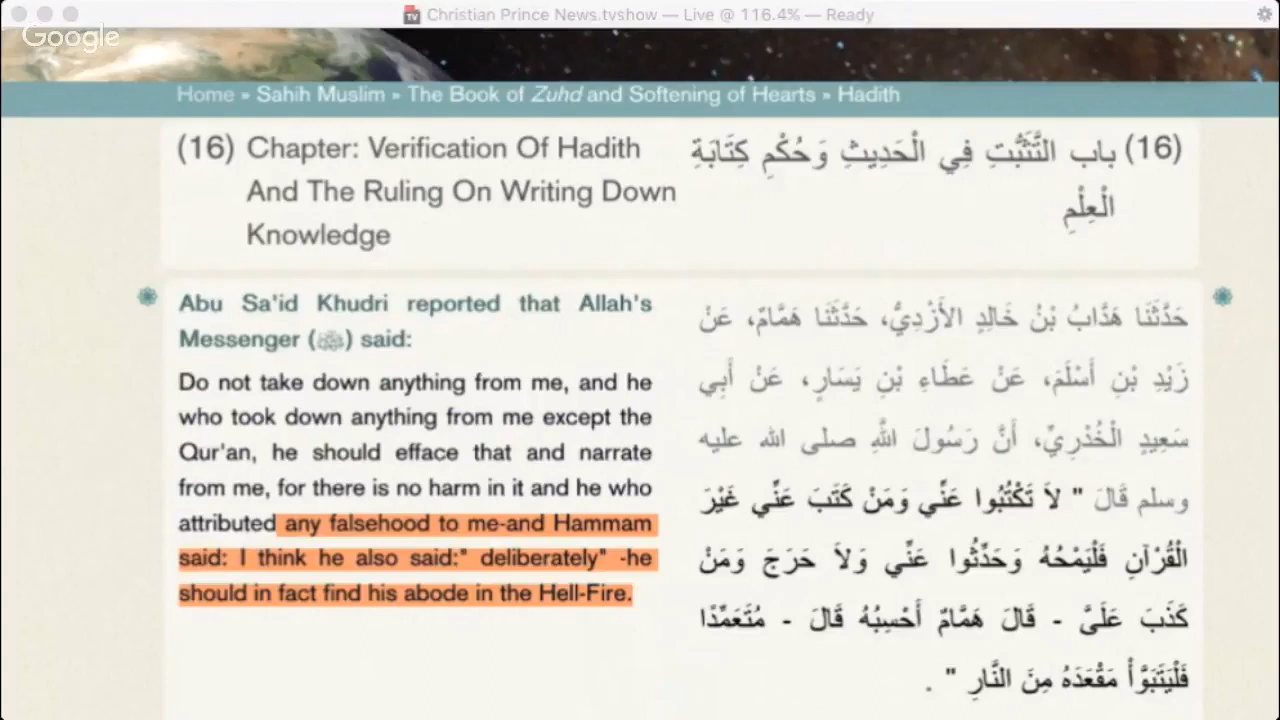 Christian Prince News.tvshow — Live @ 116.4% — Ready
Google
Home » Sahih Muslim » The Book of Zuhd and Softening of Hearts » Hadith
(16) Chapter: Verification Of Hadith
And The Ruling On Writing Down
Knowledge
(16) باب التَّثَبُّتِ فِي الْحَدِيثِ وَحُكْمِ كِتَابَةِ
الْعِلْمِ
Abu Sa'id Khudri reported that Allah's
Messenger (ﷺ) said:
Do not take down anything from me, and he
who took down anything from me except the
Qur'an, he should efface that and narrate
from me, for there is no harm in it and he who
attributed any falsehood to me-and Hammam
said: I think he also said:" deliberately" -he
should in fact find his abode in the Hell-Fire.
حَدَّثَنَا هَدَّابُ بْنُ خَالِدٍ الأَزْدِيُّ، حَدَّثَنَا هَمَّامٌ، عَنْ
زَيْدِ بْنِ أَسْلَمَ، عَنْ عَطَاءِ بْنِ يَسَارٍ، عَنْ أَبِي
سَعِيدٍ الْخُدْرِيِّ، أَنَّ رَسُولَ اللَّهِ صلى الله عليه
وسلم قَالَ " لاَ تَكْتُبُوا عَنِّي وَمَنْ كَتَبَ عَنِّي غَيْرَ
الْقُرْآنِ فَلْيَمْحُهُ وَحَدِّثُوا عَنِّي وَلاَ حَرَجَ وَمَنْ
كَذَبَ عَلَىَّ - قَالَ هَمَّامٌ أَحْسِبُهُ قَالَ - مُتَعَمِّدًا
فَلْيَتَبَوَّأْ مَقْعَدَهُ مِنَ النَّارِ " .